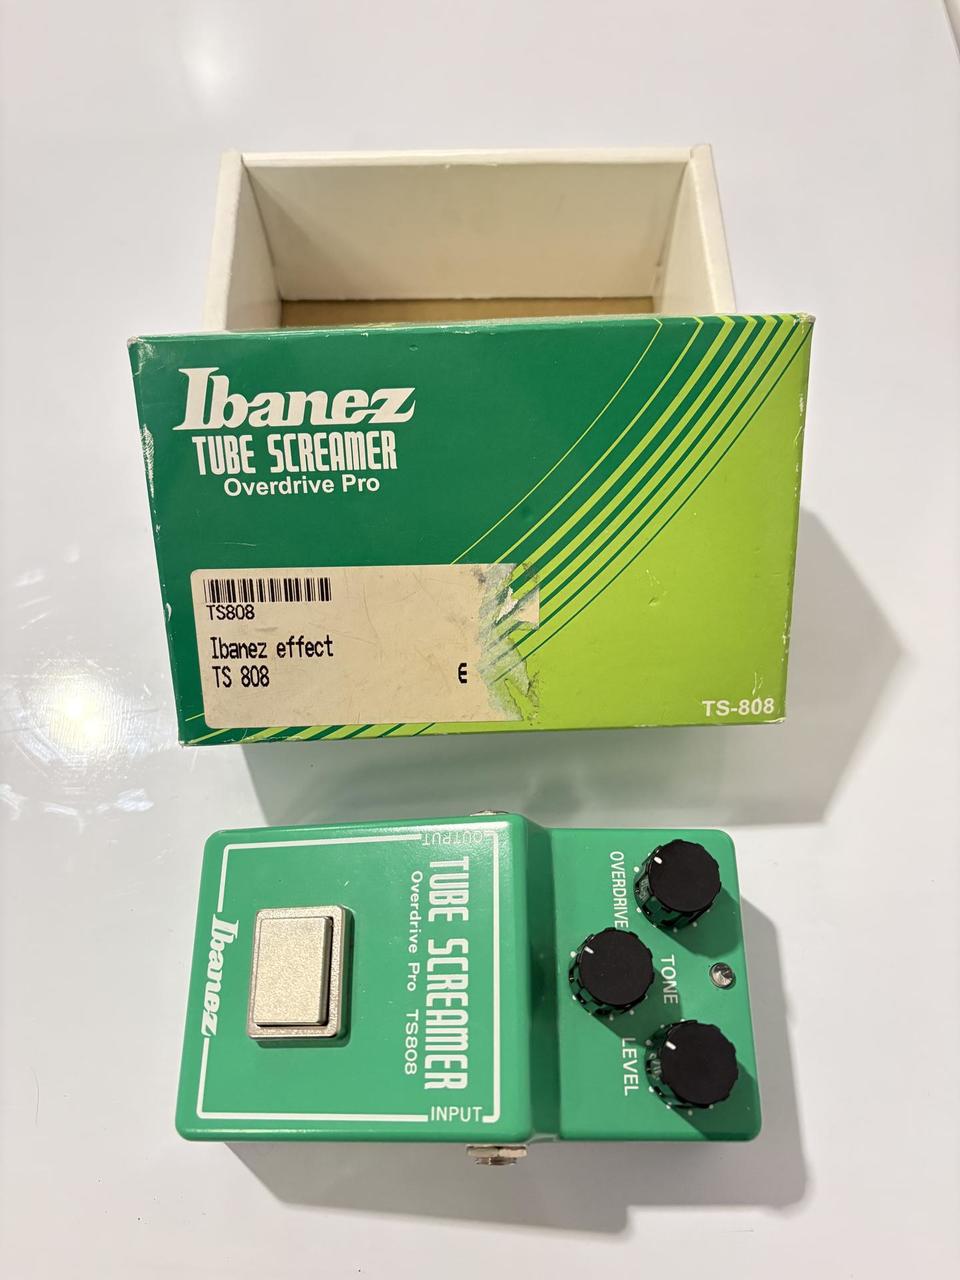 Ibanez
TUBE SCREAMER
Overdrive Pro
TS808
Ibanez effect
TS 808
E
TS-808
OUTPUT
TUBE SCREAMER
Overdrive Pro TS808
INPUT
Ibanez
OVERDRIVE
TONE
LEVEL